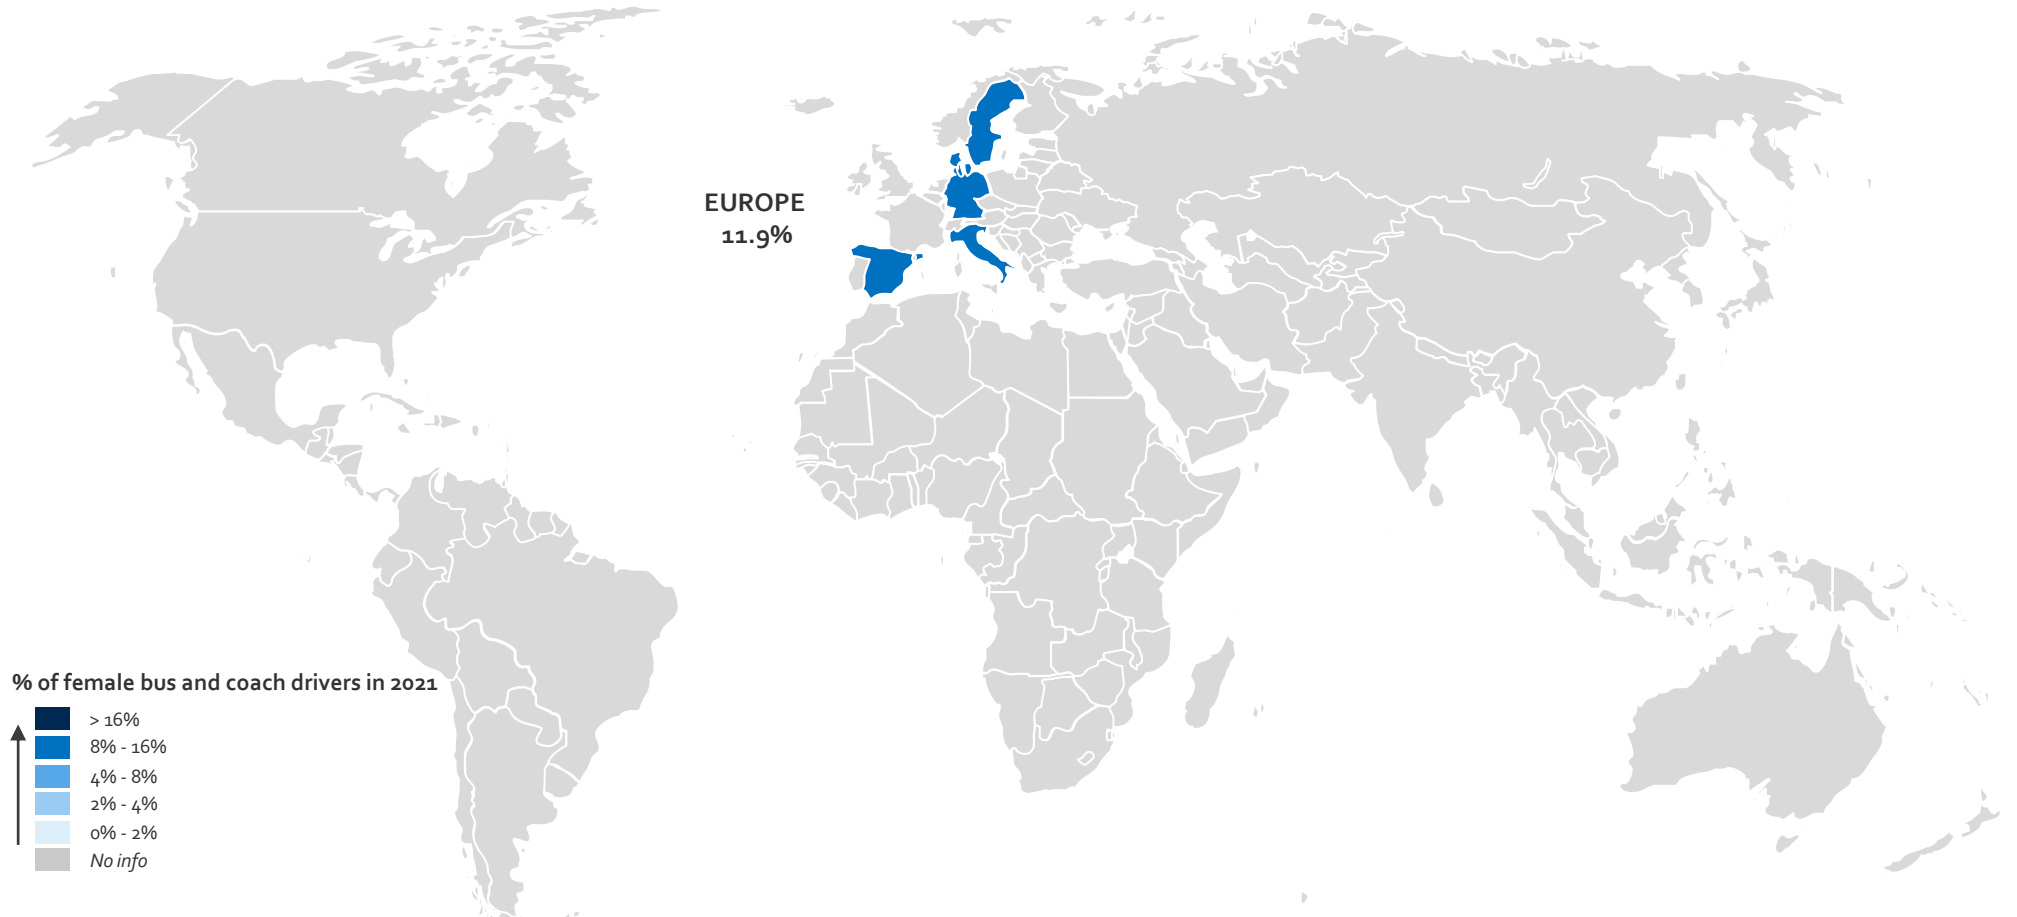 EUROPE
11.9%
% of female bus and coach drivers in 2021
> 16%
8% - 16%
4% - 8%
2% - 4%
0% - 2%
No info